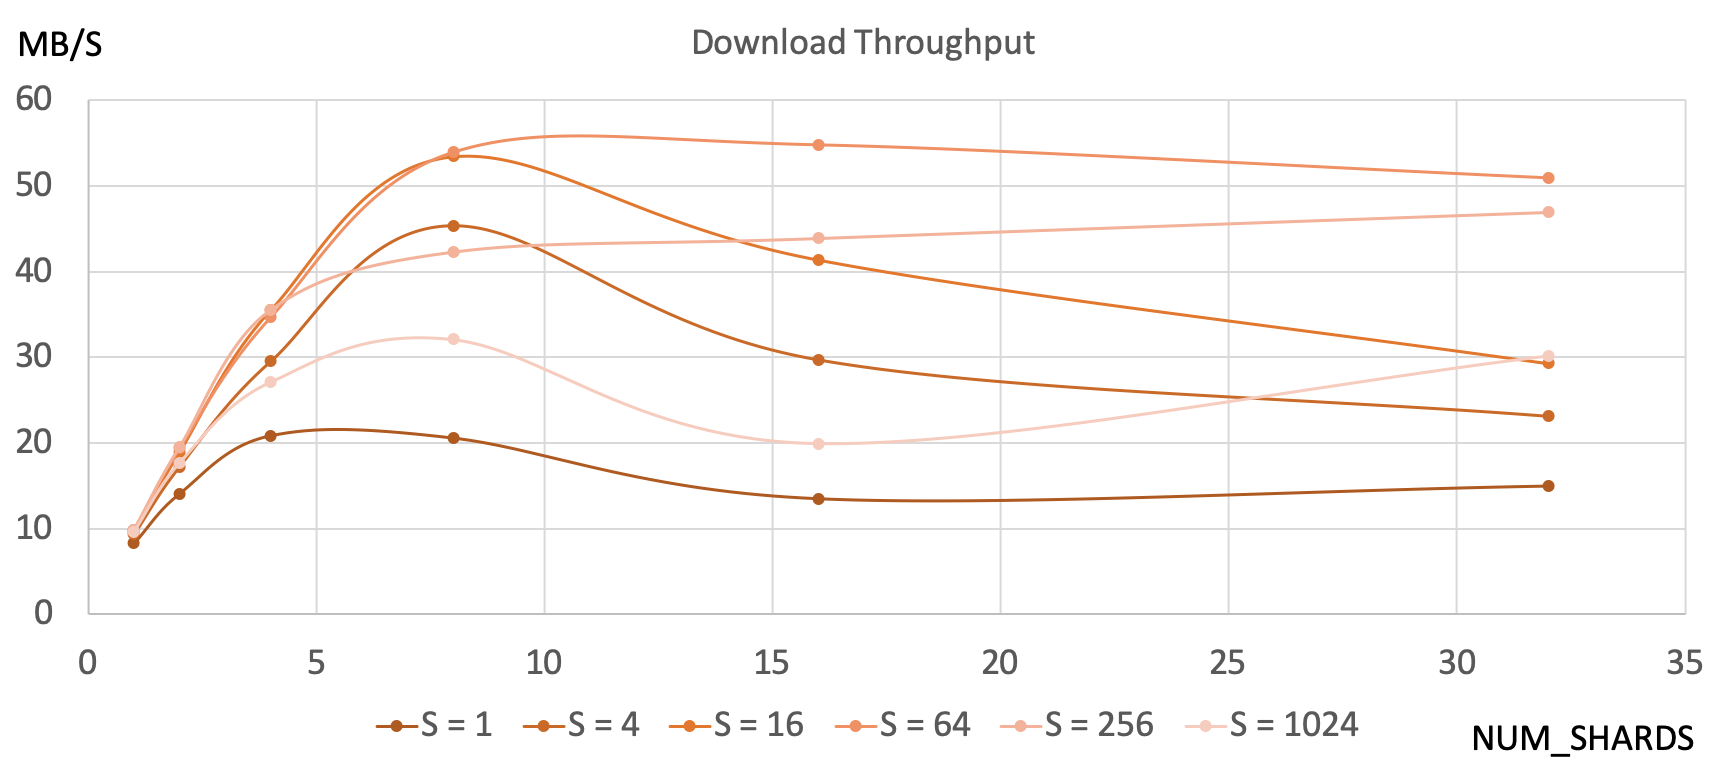 Download Throughput
MB/S
60
50
40
30
20
10
0
0 5 10 15 20 25 30 35
S = 1 S = 4 S = 16 S = 64 S = 256 S = 1024
NUM_SHARDS